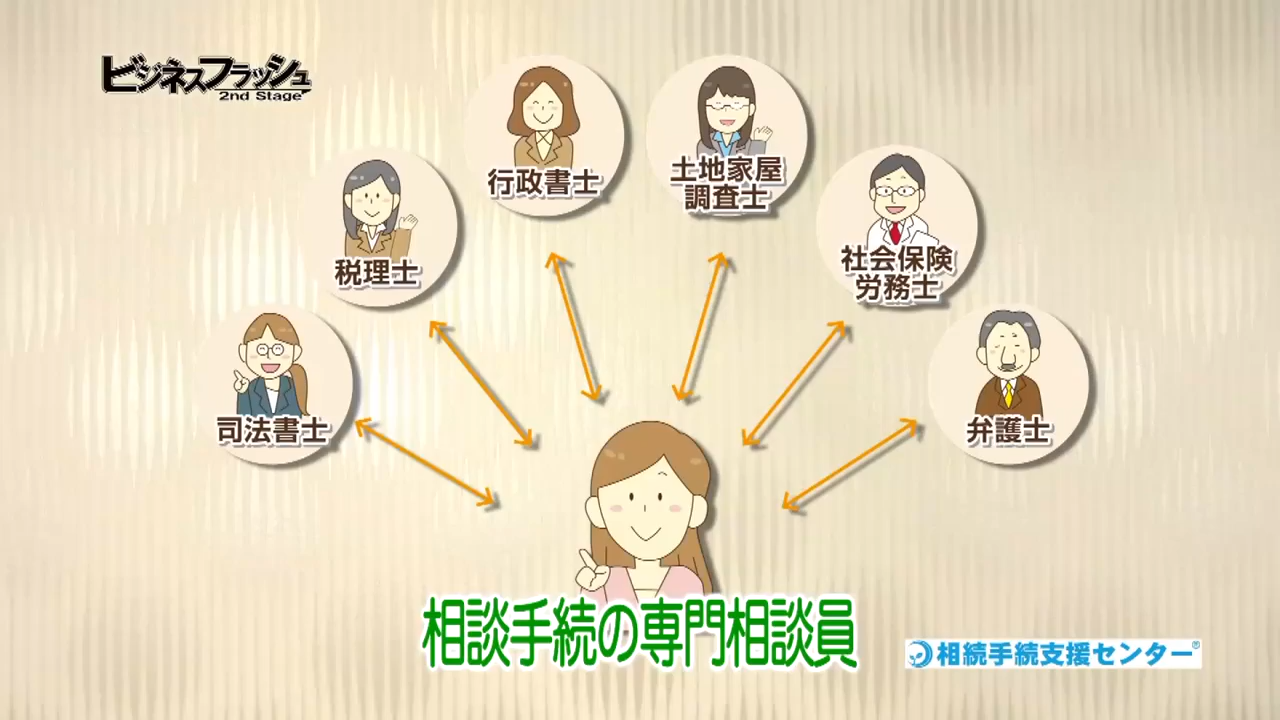 ビジネスフラッシュ
2nd Stage
行政書士
土地家屋
調査士
税理士
社会保険
労務士
司法書士
弁護士
相談手続の専門相談員
相続手続支援センター®